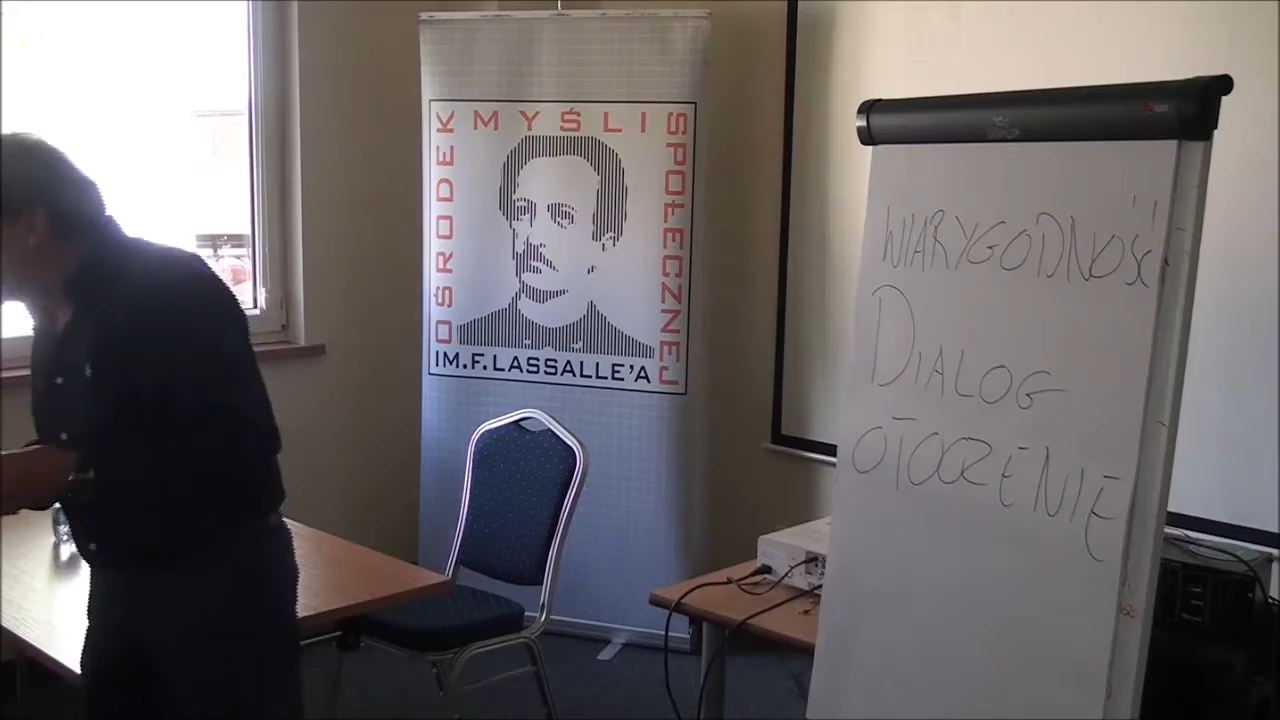 OŚRODEK
MYŚLI
SPOŁECZNEJ
IM.F.LASSALLE'A
WIARYGODNOŚĆ
DIALOG
OTOCZENIE